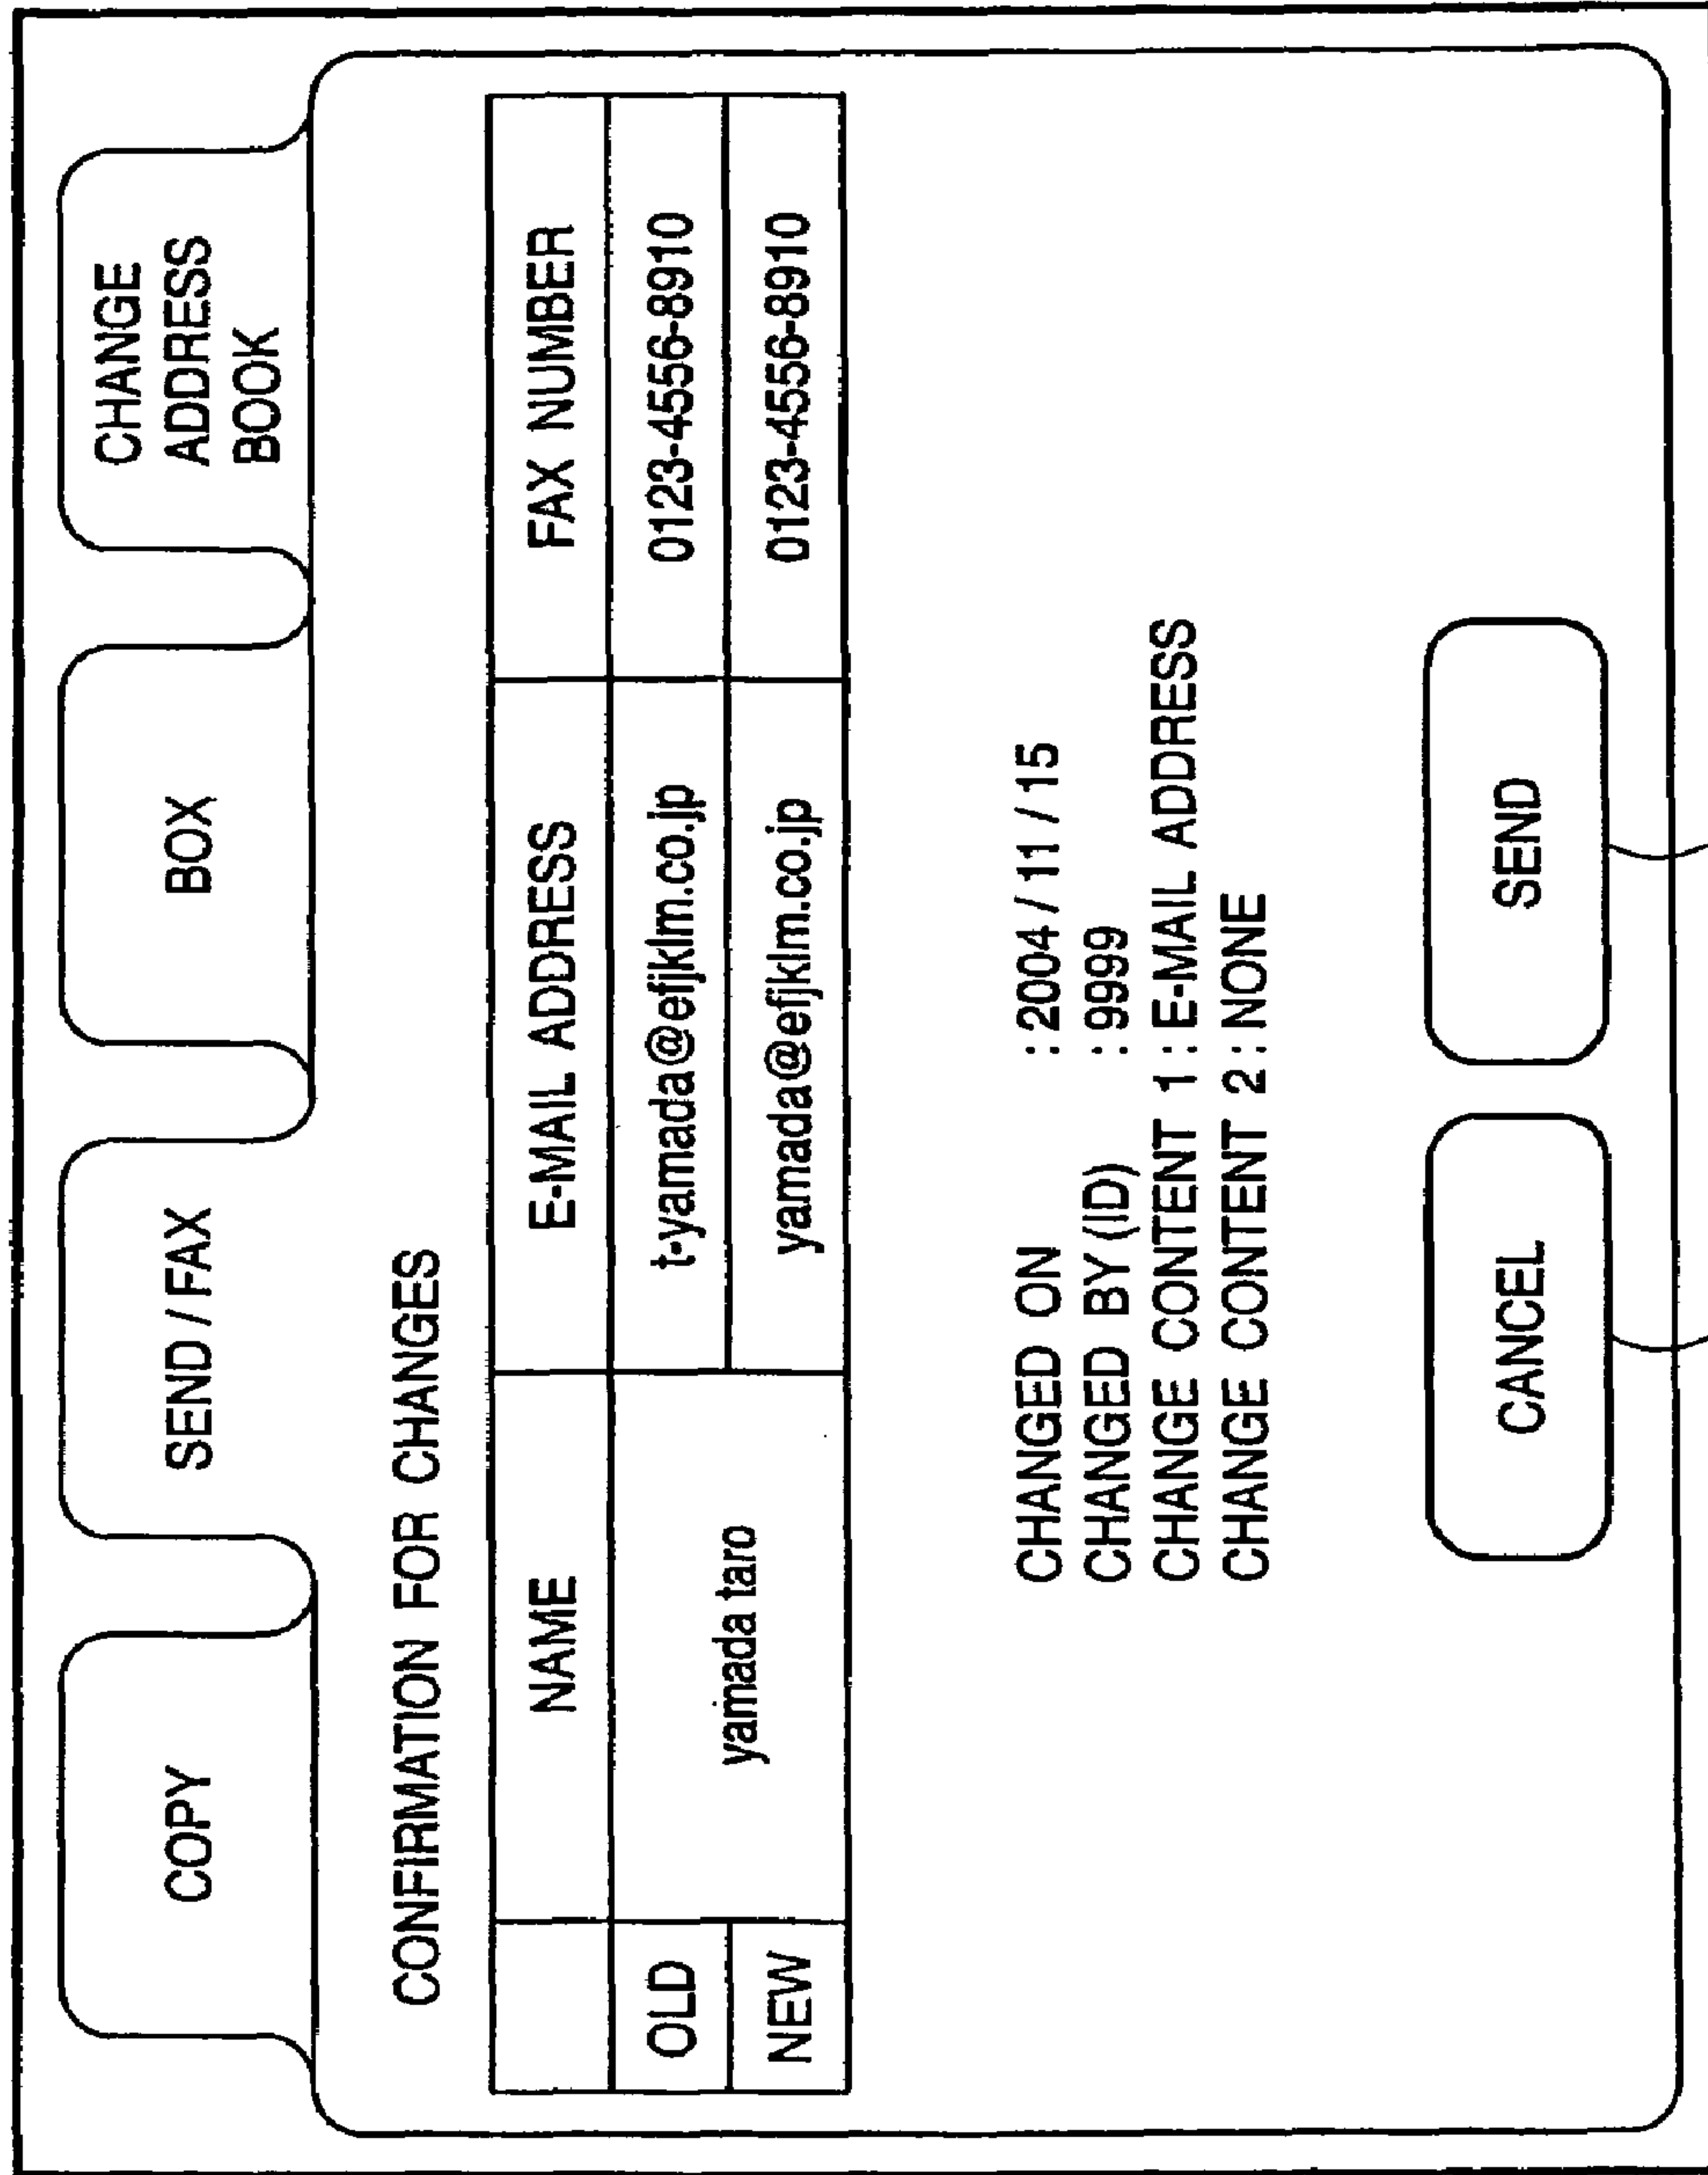 COPY
SEND / FAX
BOX
CHANGE
ADDRESS
BOOK
CONFIRMATION FOR CHANGES
NAME E-MAIL ADDRESS FAX NUMBER
OLD yamada taro t-yamada@efjklm.co.jp 0123-4556-8910
NEW yamada@efjklm.co.jp 0123-4556-8910
CHANGED ON : 2004 / 11 / 15
CHANGED BY (ID) : 9999
CHANGE CONTENT 1 : E-MAIL ADDRESS
CHANGE CONTENT 2 : NONE
CANCEL
SEND